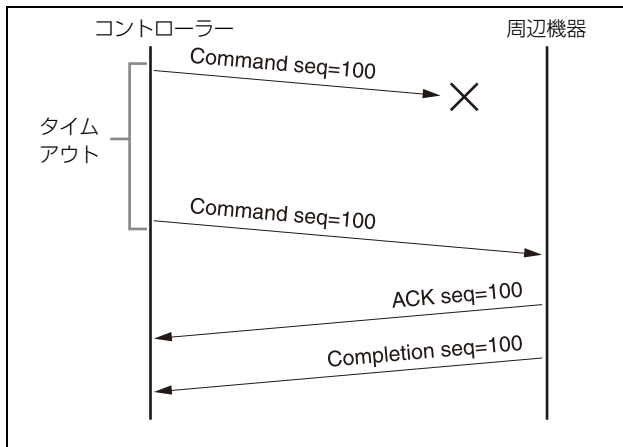 コントローラー
周辺機器
Command seq=100
タイム
アウト
Command seq=100
ACK seq=100
Completion seq=100